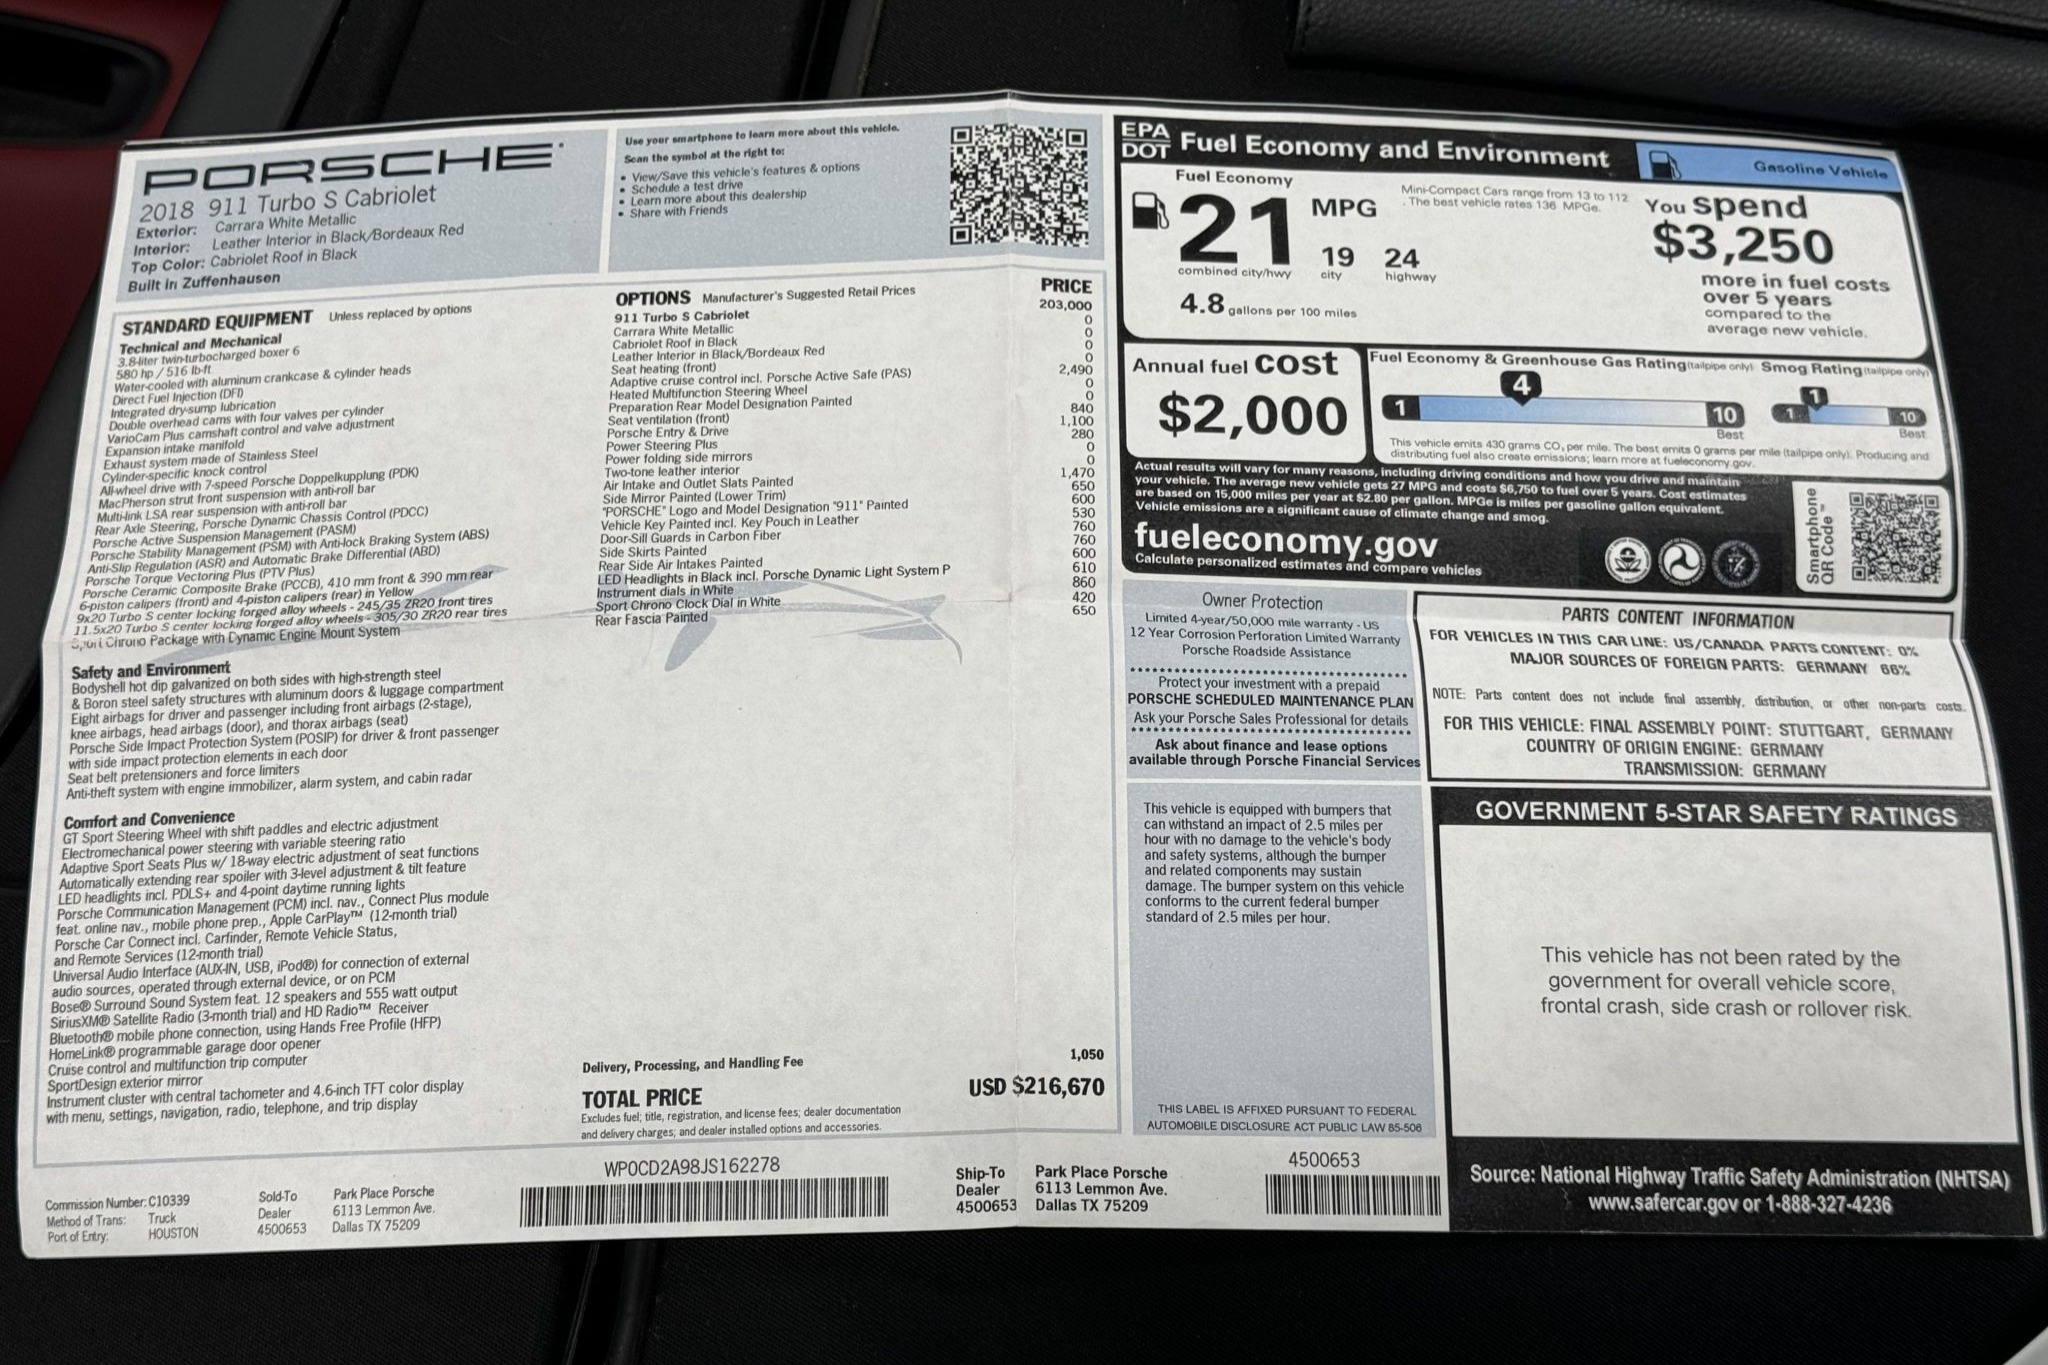 PORSCHE
2018 911 Turbo S Cabriolet
Exterior: Carrara White Metallic
Interior: Leather Interior in Black/Bordeaux Red
Top Color: Cabriolet Roof in Black
Built in Zuffenhausen
Use your smartphone to learn more about this vehicle.
Scan the symbol at the right to:
• View/Save this vehicle's features & options
• Schedule a test drive
• Learn more about this dealership
• Share with Friends
STANDARD EQUIPMENT Unless replaced by options
Technical and Mechanical
3.8-liter twin-turbocharged boxer 6
580 hp / 516 lb-ft
Water-cooled with aluminum crankcase & cylinder heads
Direct Fuel Injection (DFI)
Integrated dry-sump lubrication
Double overhead cams with four valves per cylinder
VarioCam Plus camshaft control and valve adjustment
Expansion intake manifold
Exhaust system made of Stainless Steel
Cylinder-specific knock control
All-wheel drive with 7-speed Porsche Doppelkupplung (PDK)
MacPherson strut front suspension with anti-roll bar
Multi-link LSA rear suspension with anti-roll bar
Rear Axle Steering, Porsche Dynamic Chassis Control (PDCC)
Porsche Active Suspension Management (PASM)
Porsche Stability Management (PSM) with Anti-lock Braking System (ABS)
Anti-Slip Regulation (ASR) and Automatic Brake Differential (ABD)
Porsche Torque Vectoring Plus (PTV Plus)
Porsche Ceramic Composite Brake (PCCB), 410 mm front & 390 mm rear
6-piston calipers (front) and 4-piston calipers (rear) in Yellow
9x20 Turbo S center locking forged alloy wheels - 245/35 ZR20 front tires
11.5x20 Turbo S center locking forged alloy wheels - 305/30 ZR20 rear tires
Sport Chrono Package with Dynamic Engine Mount System
Safety and Environment
Bodyshell hot dip galvanized on both sides with high-strength steel
& Boron steel safety structures with aluminum doors & luggage compartment
Eight airbags for driver and passenger including front airbags (2-stage),
knee airbags, head airbags (door), and thorax airbags (seat)
Porsche Side Impact Protection System (POSIP) for driver & front passenger
with side impact protection elements in each door
Seat belt pretensioners and force limiters
Anti-theft system with engine immobilizer, alarm system, and cabin radar
Comfort and Convenience
GT Sport Steering Wheel with shift paddles and electric adjustment
Electromechanical power steering with variable steering ratio
Adaptive Sport Seats Plus w/ 18-way electric adjustment of seat functions
Automatically extending rear spoiler with 3-level adjustment & tilt feature
LED headlights incl. PDLS+ and 4-point daytime running lights
Porsche Communication Management (PCM) incl. nav., Connect Plus module
feat. online nav., mobile phone prep., Apple CarPlay™ (12-month trial)
Porsche Car Connect incl. Carfinder, Remote Vehicle Status,
and Remote Services (12-month trial)
Universal Audio Interface (AUX-IN, USB, iPod®) for connection of external
audio sources, operated through external device, or on PCM
Bose® Surround Sound System feat. 12 speakers and 555 watt output
SiriusXM® Satellite Radio (3-month trial) and HD Radio™ Receiver
Bluetooth® mobile phone connection, using Hands Free Profile (HFP)
HomeLink® programmable garage door opener
Cruise control and multifunction trip computer
SportDesign exterior mirror
Instrument cluster with central tachometer and 4.6-inch TFT color display
with menu, settings, navigation, radio, telephone, and trip display
OPTIONS Manufacturer's Suggested Retail Prices PRICE
911 Turbo S Cabriolet 203,000
Carrara White Metallic 0
Cabriolet Roof in Black 0
Leather Interior in Black/Bordeaux Red 0
Seat heating (front) 0
Adaptive cruise control incl. Porsche Active Safe (PAS) 2,490
Heated Multifunction Steering Wheel 0
Preparation Rear Model Designation Painted 0
Seat ventilation (front) 840
Porsche Entry & Drive 1,100
Power Steering Plus 280
Power folding side mirrors 0
Two-tone leather interior 0
Air Intake and Outlet Slats Painted 1,470
Side Mirror Painted (Lower Trim) 650
"PORSCHE" Logo and Model Designation "911" Painted 600
Vehicle Key Painted incl. Key Pouch in Leather 530
Door-Sill Guards in Carbon Fiber 760
Side Skirts Painted 760
Rear Side Air Intakes Painted 600
LED Headlights in Black incl. Porsche Dynamic Light System P 610
Instrument dials in White 860
Sport Chrono Clock Dial in White 420
Rear Fascia Painted 650
Delivery, Processing, and Handling Fee 1,050
TOTAL PRICE USD $216,670
Excludes fuel; title, registration, and license fees; dealer documentation
and delivery charges; and dealer installed options and accessories.
Commission Number: C10339
Method of Trans: Truck
Port of Entry: HOUSTON
Sold-To
Dealer
4500653
Park Place Porsche
6113 Lemmon Ave.
Dallas TX 75209
WP0CD2A98JS162278
Ship-To
Dealer
4500653
Park Place Porsche
6113 Lemmon Ave.
Dallas TX 75209
4500653
EPA
DOT
Fuel Economy and Environment
Gasoline Vehicle
Fuel Economy
21 MPG
combined city/hwy
19 city
24 highway
4.8 gallons per 100 miles
Mini-Compact Cars range from 13 to 112
. The best vehicle rates 136 MPGe.
You Spend
$3,250
more in fuel costs
over 5 years
compared to the
average new vehicle.
Annual fuel COST
$2,000
Fuel Economy & Greenhouse Gas Rating (tailpipe only)
1 4 10
Best
Smog Rating (tailpipe only)
1 1 10
Best
This vehicle emits 430 grams CO2 per mile. The best emits 0 grams per mile (tailpipe only). Producing and
distributing fuel also create emissions; learn more at fueleconomy.gov.
Actual results will vary for many reasons, including driving conditions and how you drive and maintain
your vehicle. The average new vehicle gets 27 MPG and costs $6,750 to fuel over 5 years. Cost estimates
are based on 15,000 miles per year at $2.80 per gallon. MPGe is miles per gasoline gallon equivalent.
Vehicle emissions are a significant cause of climate change and smog.
fueleconomy.gov
Calculate personalized estimates and compare vehicles
Smartphone
QR Code™
Owner Protection
Limited 4-year/50,000 mile warranty - US
12 Year Corrosion Perforation Limited Warranty
Porsche Roadside Assistance
Protect your investment with a prepaid
PORSCHE SCHEDULED MAINTENANCE PLAN
Ask your Porsche Sales Professional for details
Ask about finance and lease options
available through Porsche Financial Services
This vehicle is equipped with bumpers that
can withstand an impact of 2.5 miles per
hour with no damage to the vehicle's body
and safety systems, although the bumper
and related components may sustain
damage. The bumper system on this vehicle
conforms to the current federal bumper
standard of 2.5 miles per hour.
THIS LABEL IS AFFIXED PURSUANT TO FEDERAL
AUTOMOBILE DISCLOSURE ACT PUBLIC LAW 85-506
PARTS CONTENT INFORMATION
FOR VEHICLES IN THIS CAR LINE: US/CANADA PARTS CONTENT: 0%
MAJOR SOURCES OF FOREIGN PARTS: GERMANY 66%
NOTE: Parts content does not include final assembly, distribution, or other non-parts costs.
FOR THIS VEHICLE: FINAL ASSEMBLY POINT: STUTTGART, GERMANY
COUNTRY OF ORIGIN ENGINE: GERMANY
TRANSMISSION: GERMANY
GOVERNMENT 5-STAR SAFETY RATINGS
This vehicle has not been rated by the
government for overall vehicle score,
frontal crash, side crash or rollover risk.
Source: National Highway Traffic Safety Administration (NHTSA)
www.safercar.gov or 1-888-327-4236